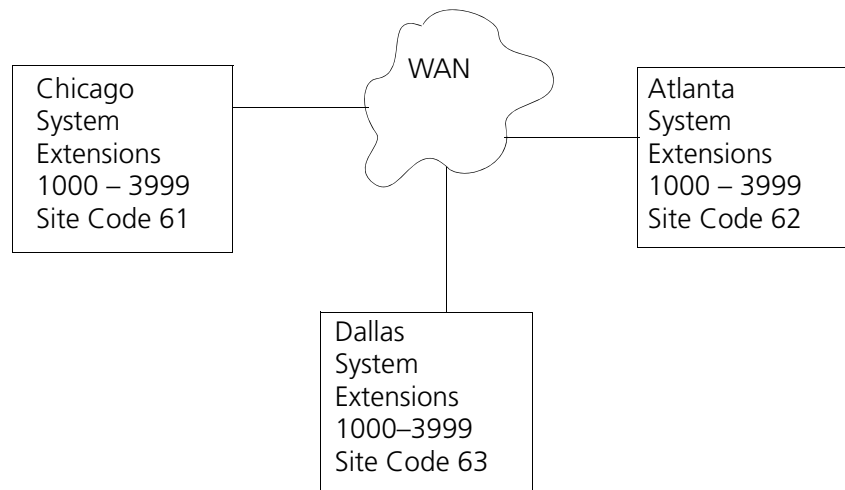 WAN
Chicago
System
Extensions
1000 – 3999
Site Code 61
Atlanta
System
Extensions
1000 – 3999
Site Code 62
Dallas
System
Extensions
1000–3999
Site Code 63